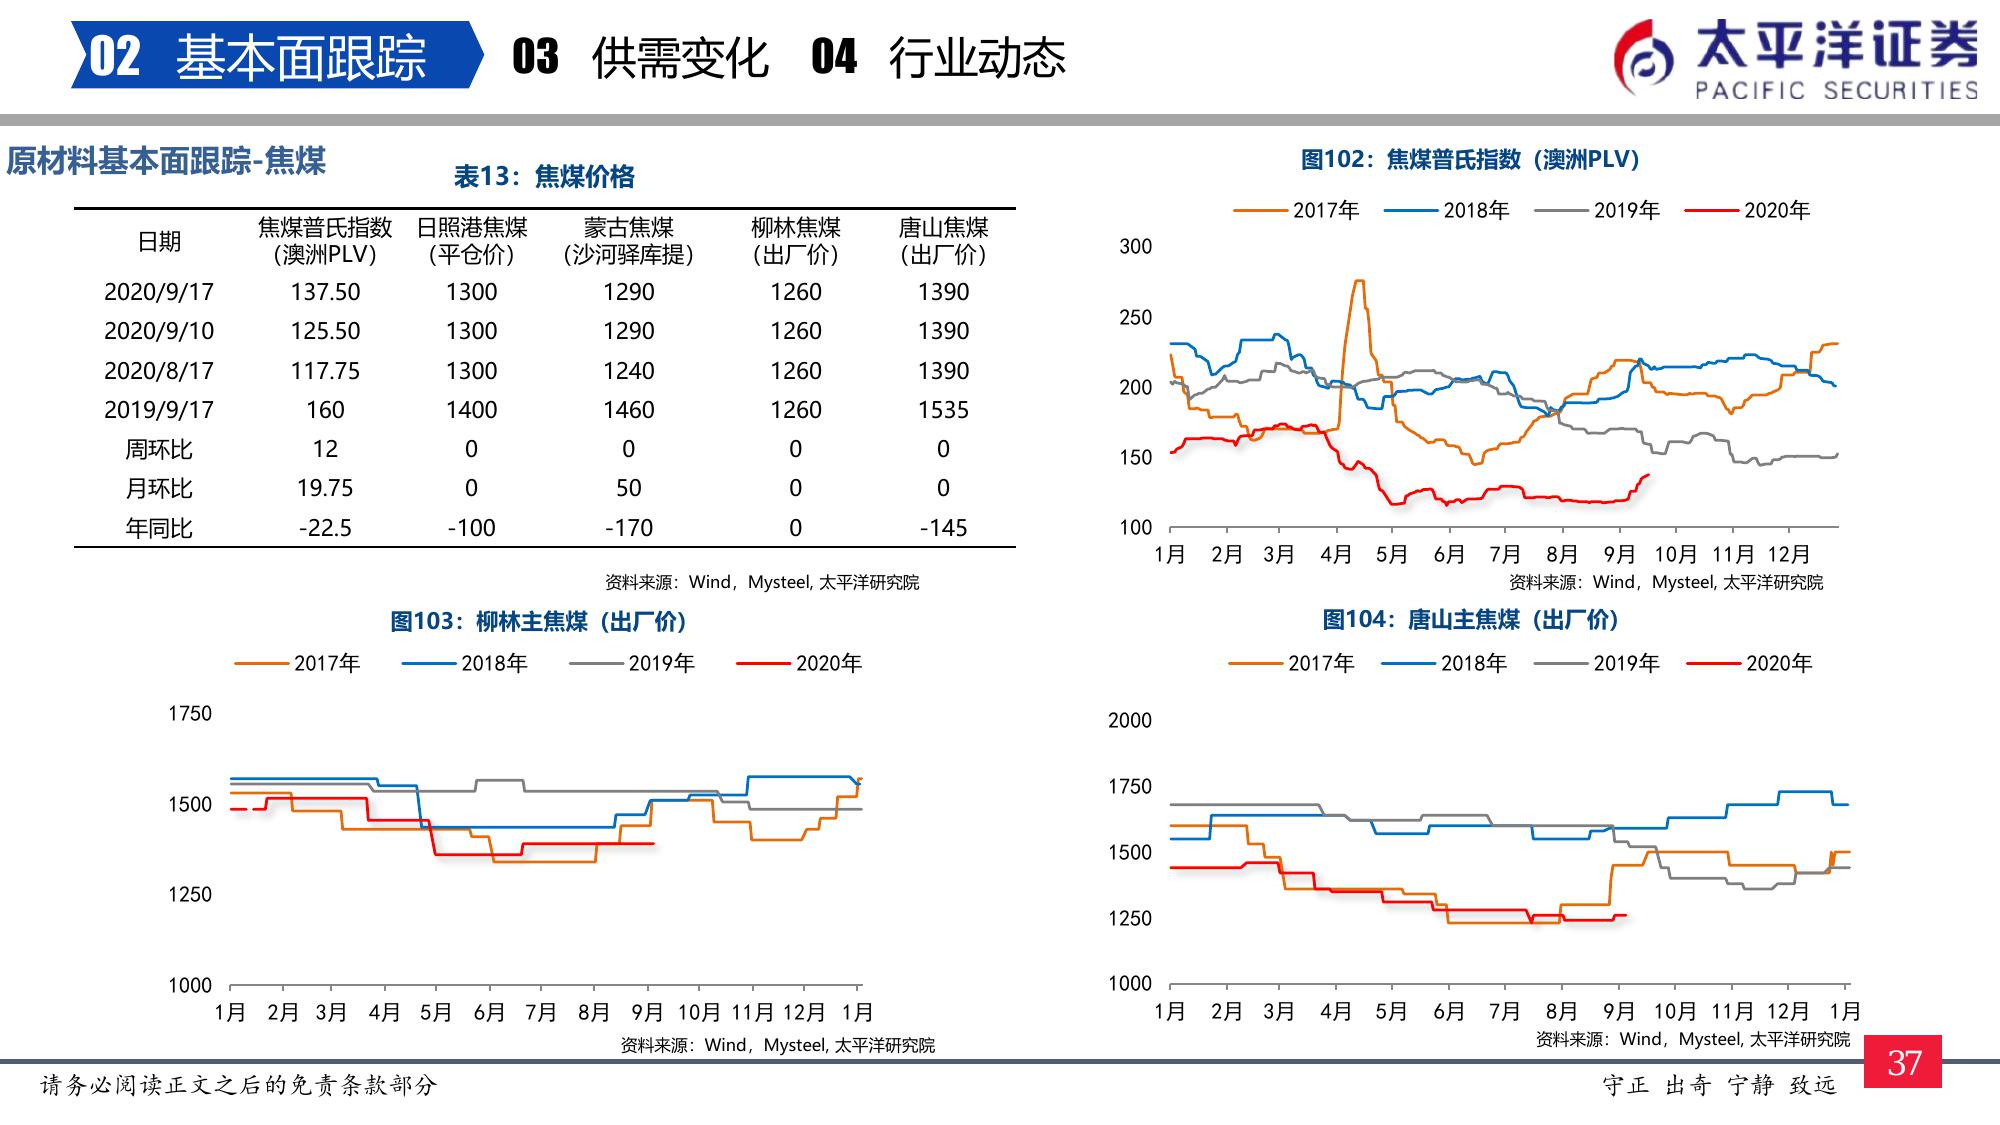 02 基本面跟踪 03 供需变化 04 行业动态
太平洋证券
PACIFIC SECURITIES
原材料基本面跟踪-焦煤
表13：焦煤价格
日期 焦煤普氏指数（澳洲PLV） 日照港焦煤（平仓价） 蒙古焦煤（沙河驿库提） 柳林焦煤（出厂价） 唐山焦煤（出厂价）
2020/9/17 137.50 1300 1290 1260 1390
2020/9/10 125.50 1300 1290 1260 1390
2020/8/17 117.75 1300 1240 1260 1390
2019/9/17 160 1400 1460 1260 1535
周环比 12 0 0 0 0
月环比 19.75 0 50 0 0
年同比 -22.5 -100 -170 0 -145
资料来源：Wind，Mysteel, 太平洋研究院
图102：焦煤普氏指数（澳洲PLV）
2017年 2018年 2019年 2020年
300
250
200
150
100
1月 2月 3月 4月 5月 6月 7月 8月 9月 10月 11月 12月
资料来源：Wind，Mysteel, 太平洋研究院
图103：柳林主焦煤（出厂价）
2017年 2018年 2019年 2020年
1750
1500
1250
1000
1月 2月 3月 4月 5月 6月 7月 8月 9月 10月 11月 12月 1月
资料来源：Wind，Mysteel, 太平洋研究院
图104：唐山主焦煤（出厂价）
2017年 2018年 2019年 2020年
2000
1750
1500
1250
1000
1月 2月 3月 4月 5月 6月 7月 8月 9月 10月 11月 12月 1月
资料来源：Wind，Mysteel, 太平洋研究院
请务必阅读正文之后的免责条款部分
守正 出奇 宁静 致远
37